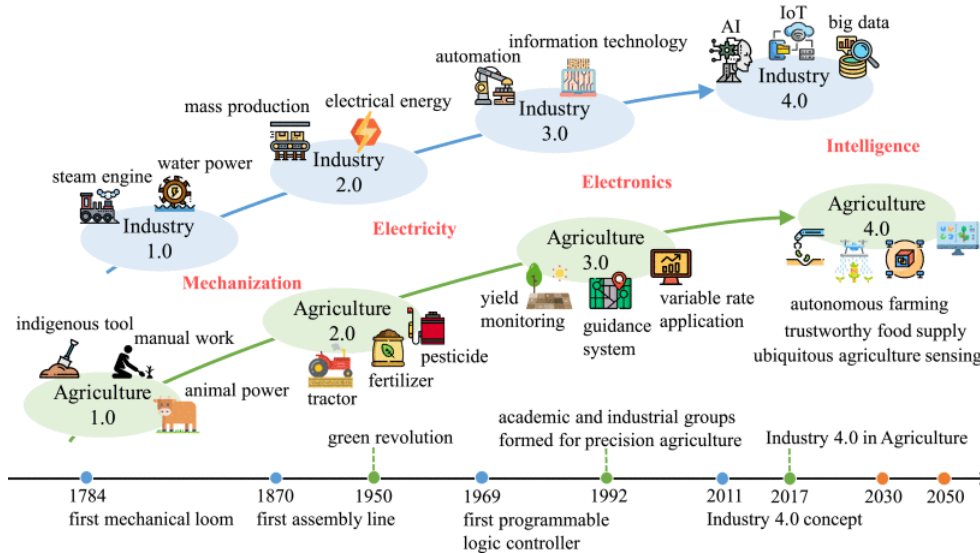 AI
IoT
big data
information technology
automation
Industry
4.0
Industry
3.0
mass production
electrical energy
Industry
2.0
Intelligence
steam engine
water power
Electronics
Industry
1.0
Agriculture
4.0
Electricity
Agriculture
3.0
Mechanization
yield
monitoring
guidance
system
variable rate
application
autonomous farming
trustworthy food supply
ubiquitous agriculture sensing
Agriculture
2.0
pesticide
fertilizer
tractor
indigenous tool
manual work
animal power
Agriculture
1.0
green revolution
academic and industrial groups
formed for precision agriculture
Industry 4.0 in Agriculture
1784
1870
1950
1969
1992
2011
2017
2030
2050
first mechanical loom
first assembly line
first programmable
logic controller
Industry 4.0 concept